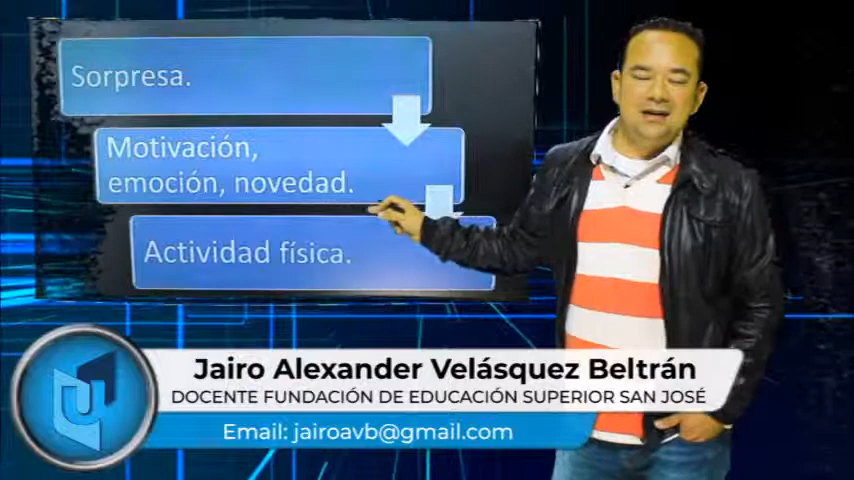 Sorpresa.
Motivación,
emoción, novedad.
Actividad física.
Jairo Alexander Velásquez Beltrán
DOCENTE FUNDACIÓN DE EDUCACIÓN SUPERIOR SAN JOSÉ
Email: jairoavb@gmail.com